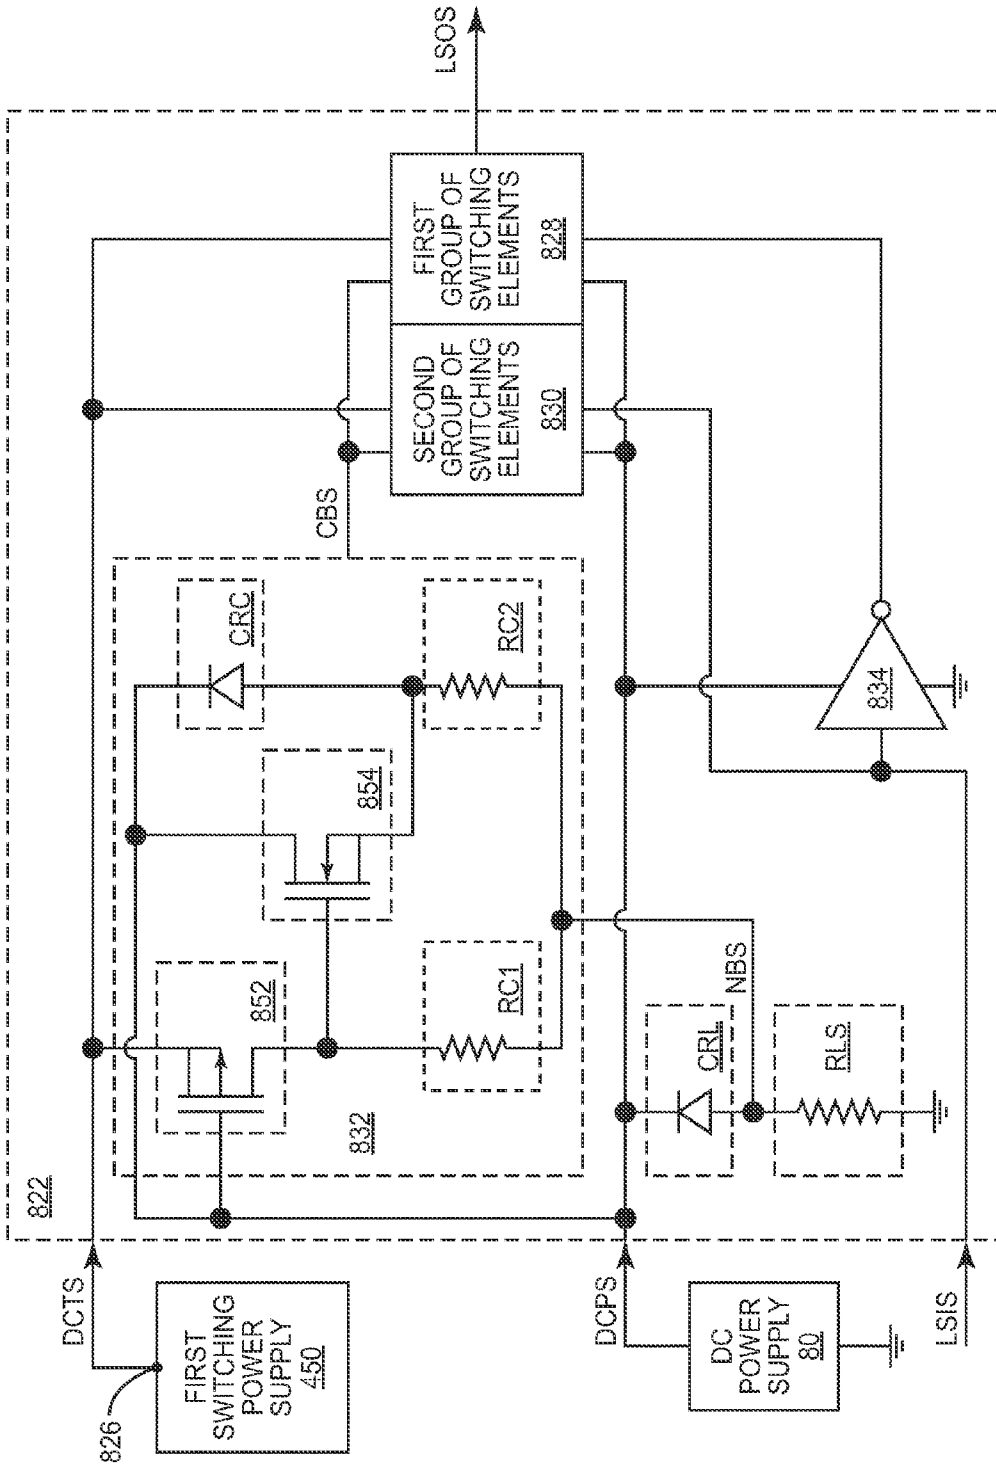 822
826
FIRST
SWITCHING
POWER
SUPPLY
450
DCTS
852
854
CRC
832
RC1
RC2
CBS
SECOND
GROUP OF
SWITCHING
ELEMENTS
830
FIRST
GROUP OF
SWITCHING
ELEMENTS
828
LSOS
DC
POWER
SUPPLY
80
DCPS
CRL
NBS
RLS
834
LSIS